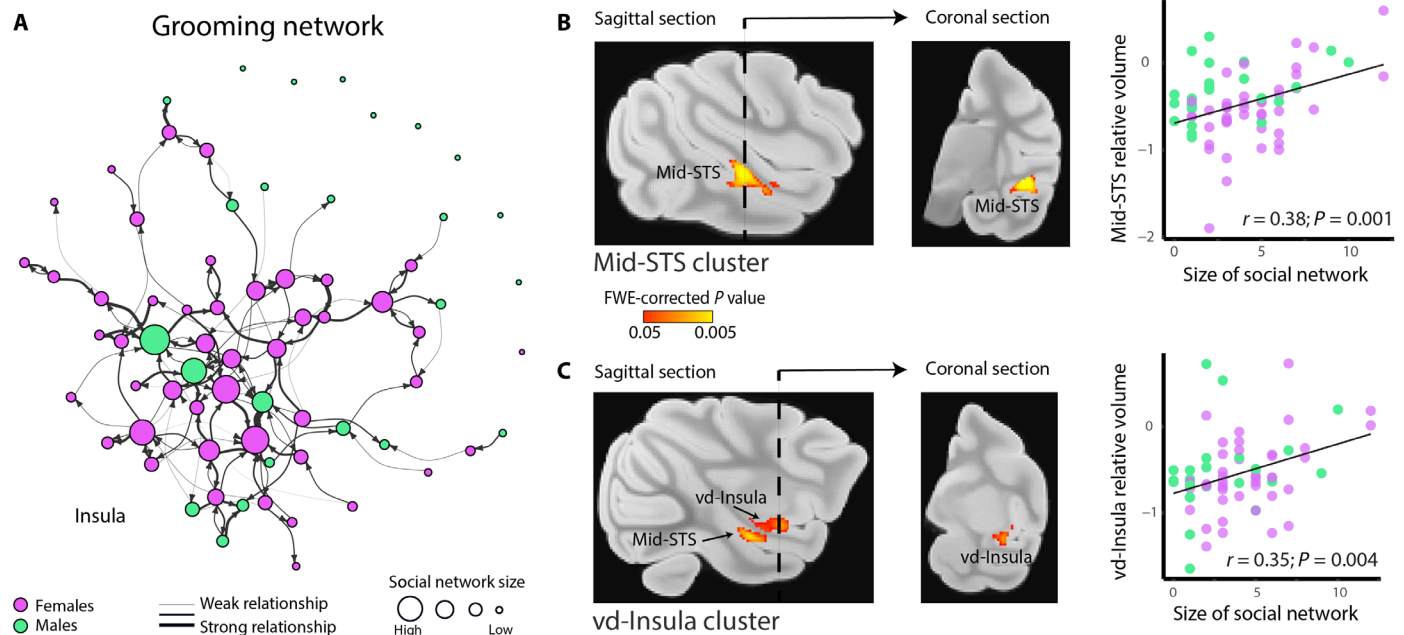 A
Grooming network
Insula
Females
Males
Weak relationship
Strong relationship
Social network size
High
Low
B
Sagittal section
Coronal section
Mid-STS
Mid-STS
Mid-STS cluster
FWE-corrected P value
0.05
0.005
Mid-STS relative volume
0
−1
−2
r = 0.38; P = 0.001
0
5
10
Size of social network
C
Sagittal section
Coronal section
vd-Insula
Mid-STS
vd-Insula
vd-Insula cluster
vd-Insula relative volume
0
−1
r = 0.35; P = 0.004
0
5
10
Size of social network